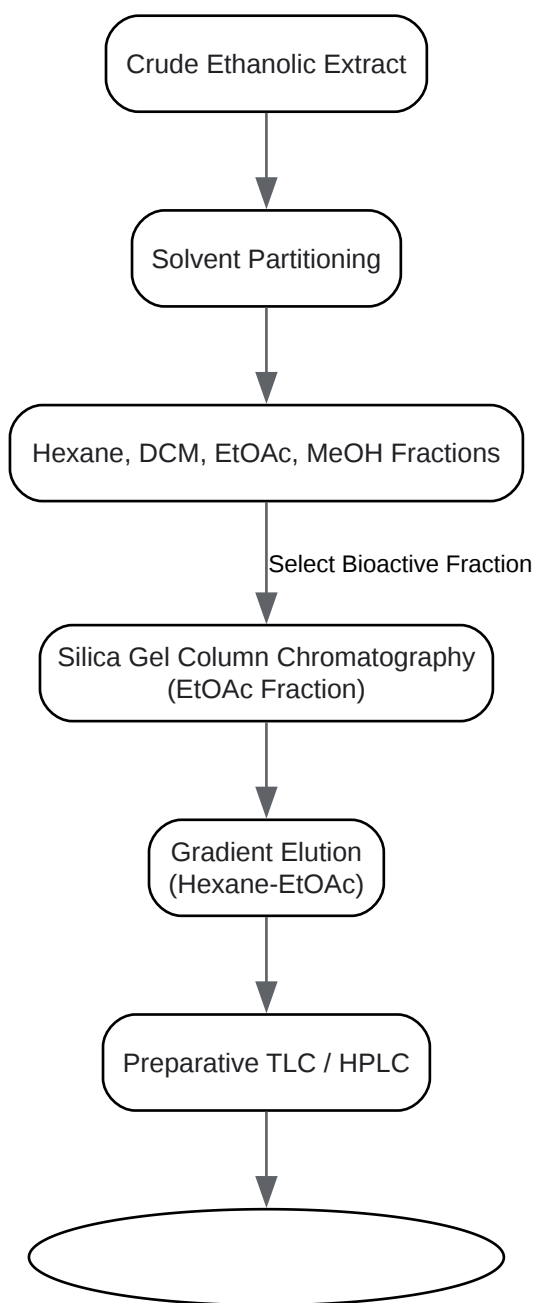 Crude Ethanolic Extract
Solvent Partitioning
Hexane, DCM, EtOAc, MeOH Fractions
Select Bioactive Fraction
Silica Gel Column Chromatography
(EtOAc Fraction)
Gradient Elution
(Hexane-EtOAc)
Preparative TLC / HPLC